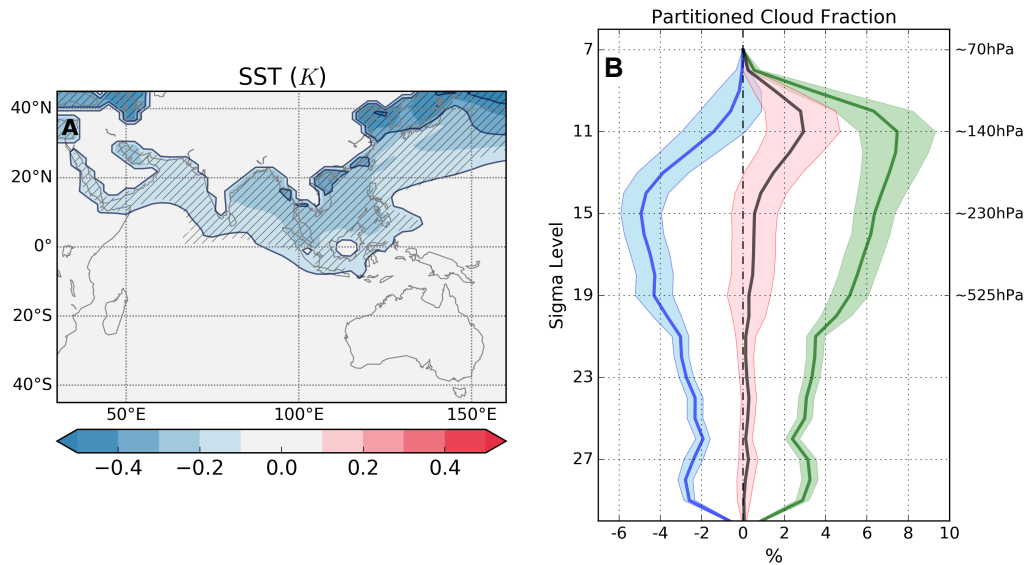 SST (K)
A
40°N
20°N
0°
20°S
40°S
50°E 100°E 150°E
−0.4 −0.2 0.0 0.2 0.4
Partitioned Cloud Fraction
B
Sigma Level
7 ~70hPa
11 ~140hPa
15 ~230hPa
19 ~525hPa
23
27
-6 -4 -2 0 2 4 6 8 10
%